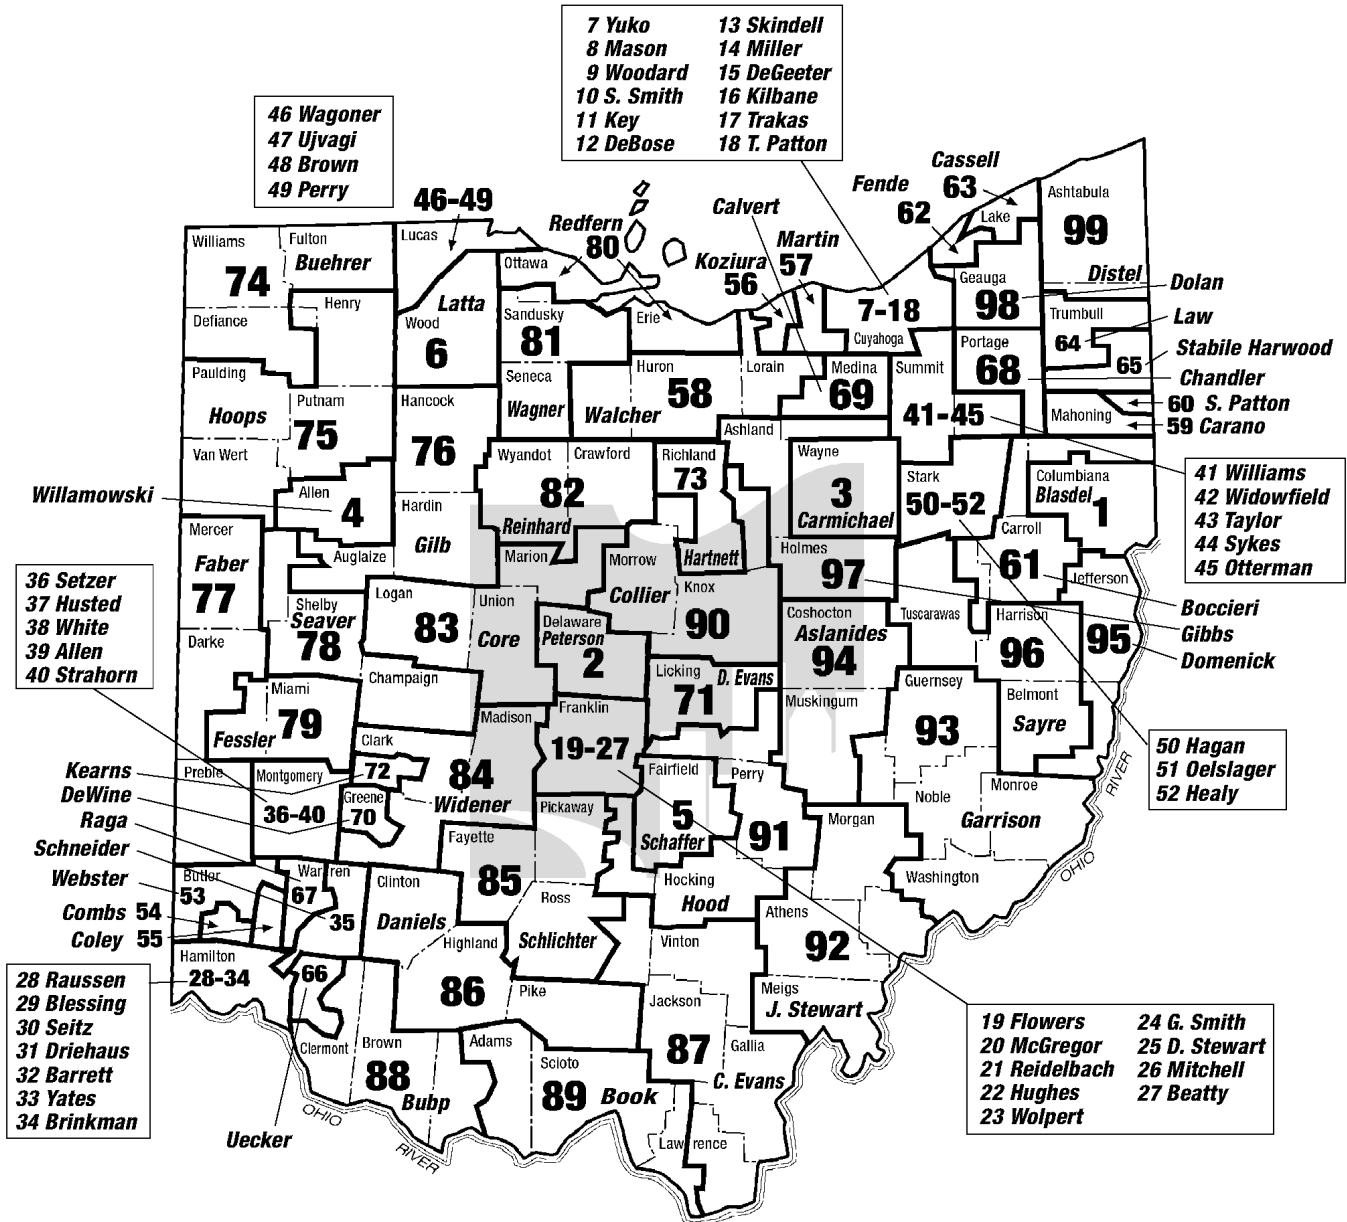 7 Yuko
8 Mason
9 Woodard
10 S. Smith
11 Key
12 DeBose
13 Skindell
14 Miller
15 DeGeeter
16 Kilbane
17 Trakas
18 T. Patton
46 Wagoner
47 Ujvagi
48 Brown
49 Perry
46-49
Redfern
80
Calvert
Koziura
56
Martin
57
Fende
62
Cassell
63
Lake
Ashtabula
99
Distel
Williams
74
Fulton
Buehrer
Lucas
Ottawa
Henry
Defiance
Latta
Wood
6
Sandusky
81
Erie
7-18
Cuyahoga
Geauga
98
Dolan
Trumbull
64
Law
65
Stabile Harwood
Portage
68
Chandler
Paulding
Hoops
Putnam
75
Hancock
76
Seneca
Wagner
Huron
58
Walcher
Lorain
Medina
69
Summit
41-45
Mahoning
60 S. Patton
59 Carano
Van Wert
Willamowski
Allen
4
Wyandot
Crawford
82
Reinhard
Richland
73
Ashland
Wayne
3
Carmichael
Stark
50-52
Columbiana
Blasdel
1
41 Williams
42 Widowfield
43 Taylor
44 Sykes
45 Otterman
Mercer
Faber
77
Auglaize
Hardin
Gilb
Marion
Morrow
Collier
Hartnett
Holmes
97
Carroll
61
Jefferson
Boccieri
Gibbs
Domenick
36 Setzer
37 Husted
38 White
39 Allen
40 Strahorn
Darke
Shelby
Seaver
78
Logan
83
Union
Core
Delaware
Peterson
2
Knox
90
Coshocton
Aslanides
94
Tuscarawas
Harrison
96
95
Miami
79
Fessler
Champaign
Licking
71
D. Evans
Muskingum
Guernsey
93
Belmont
Sayre
Madison
Franklin
19-27
50 Hagan
51 Oelslager
52 Healy
Clark
72
Kearns
DeWine
Preble
Montgomery
36-40
Greene
70
84
Widener
Pickaway
Fairfield
5
Schaffer
Perry
91
Noble
Monroe
Garrison
RIVER
OHIO
Raga
Schneider
Webster
Combs
54
Coley
55
Butler
53
Warren
67
35
Clinton
Daniels
Fayette
85
Ross
Schlichter
Hocking
Hood
Morgan
Washington
Athens
92
Hamilton
28-34
66
Highland
86
Pike
Vinton
Jackson
87
Meigs
J. Stewart
28 Raussen
29 Blessing
30 Seitz
31 Driehaus
32 Barrett
33 Yates
34 Brinkman
Clermont
Brown
88
Bubp
Adams
Scioto
89
Book
Gallia
C. Evans
Lawrence
19 Flowers
20 McGregor
21 Reidelbach
22 Hughes
23 Wolpert
24 G. Smith
25 D. Stewart
26 Mitchell
27 Beatty
Uecker
OHIO
RIVER